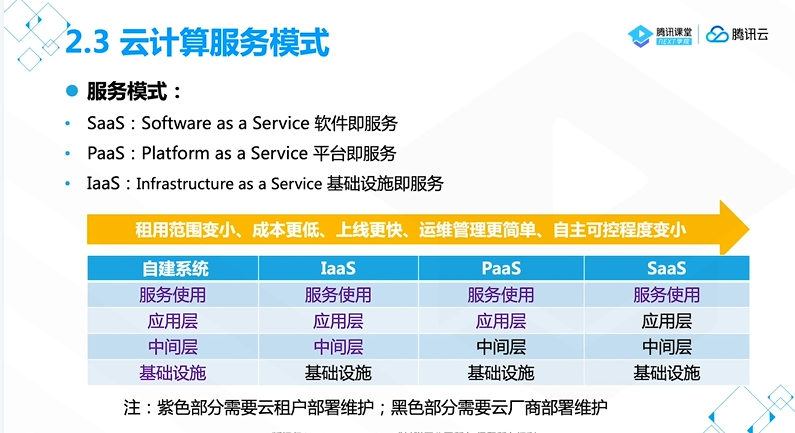 2.3 云计算服务模式
腾讯课堂
NEXT学院
腾讯云
服务模式：
SaaS：Software as a Service 软件即服务
PaaS：Platform as a Service 平台即服务
IaaS：Infrastructure as a Service 基础设施即服务
租用范围变小、成本更低、上线更快、运维管理更简单、自主可控程度变小
自建系统 IaaS PaaS SaaS
服务使用 服务使用 服务使用 服务使用
应用层 应用层 应用层 应用层
中间层 中间层 中间层 中间层
基础设施 基础设施 基础设施 基础设施
注：紫色部分需要云租户部署维护；黑色部分需要云厂商部署维护